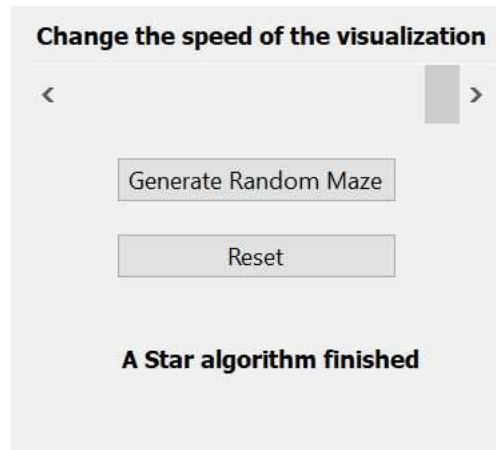 Change the speed of the visualization
Generate Random Maze
Reset
A Star algorithm finished